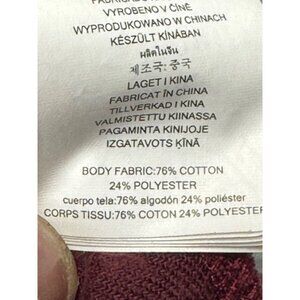 VYROBENO V ČÍNE
WYPRODUKOWANO W CHINACH
KÉSZÜLT KÍNÁBAN
ผลิตในจีน
제조국: 중국
LAGET I KINA
FABRICAT ÎN CHINA
TILLVERKAD I KINA
VALMISTETTU KIINASSA
PAGAMINTA KINIJOJE
IZGATAVOTS ĶĪNĀ
BODY FABRIC:76% COTTON
24% POLYESTER
cuerpo tela:76% algodón 24% poliéster
CORPS TISSU:76% COTON 24% POLYESTER